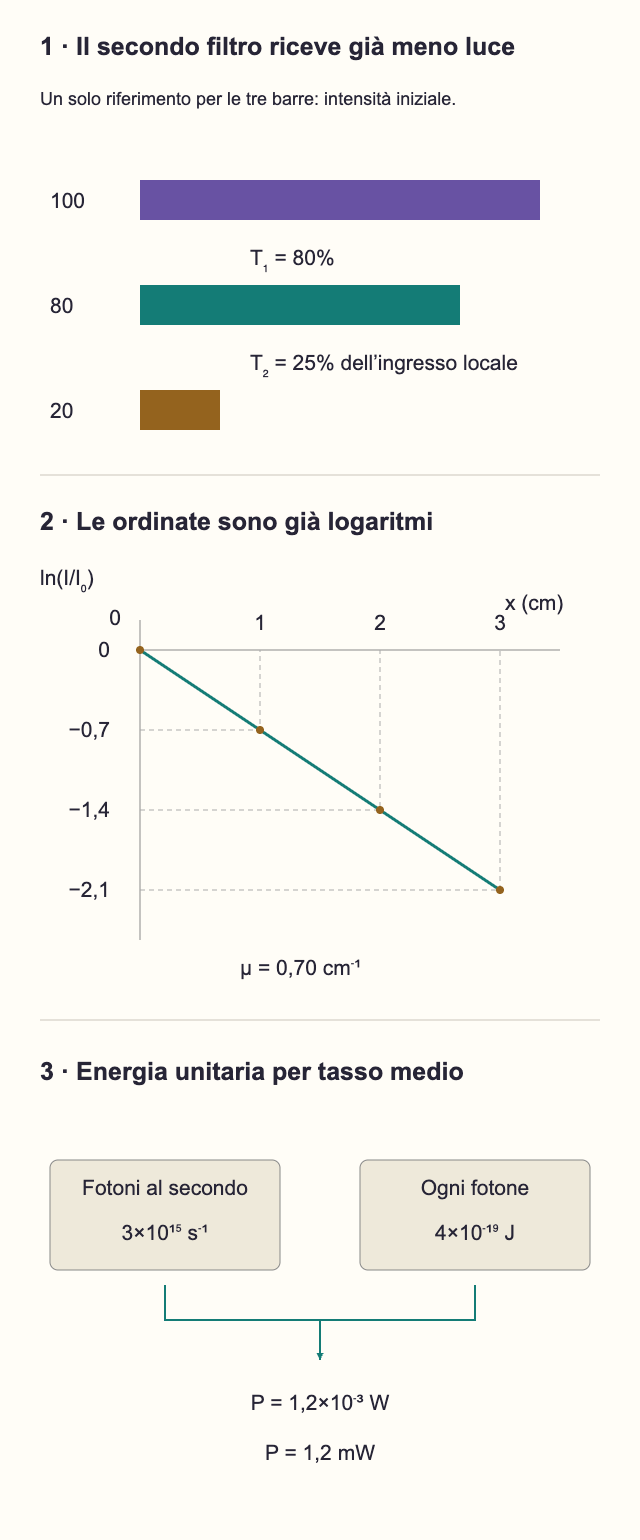 1 · Il secondo filtro riceve già meno luce
Un solo riferimento per le tre barre: intensità iniziale.
100
T₁ = 80%
80
T₂ = 25% dell’ingresso locale
20
2 · Le ordinate sono già logaritmi
ln(I/I₀)
x (cm)
0 1 2 3
0
−0,7
−1,4
−2,1
µ = 0,70 cm⁻¹
3 · Energia unitaria per tasso medio
Fotoni al secondo
3×10¹⁵ s⁻¹
Ogni fotone
4×10⁻¹⁹ J
P = 1,2×10⁻³ W
P = 1,2 mW